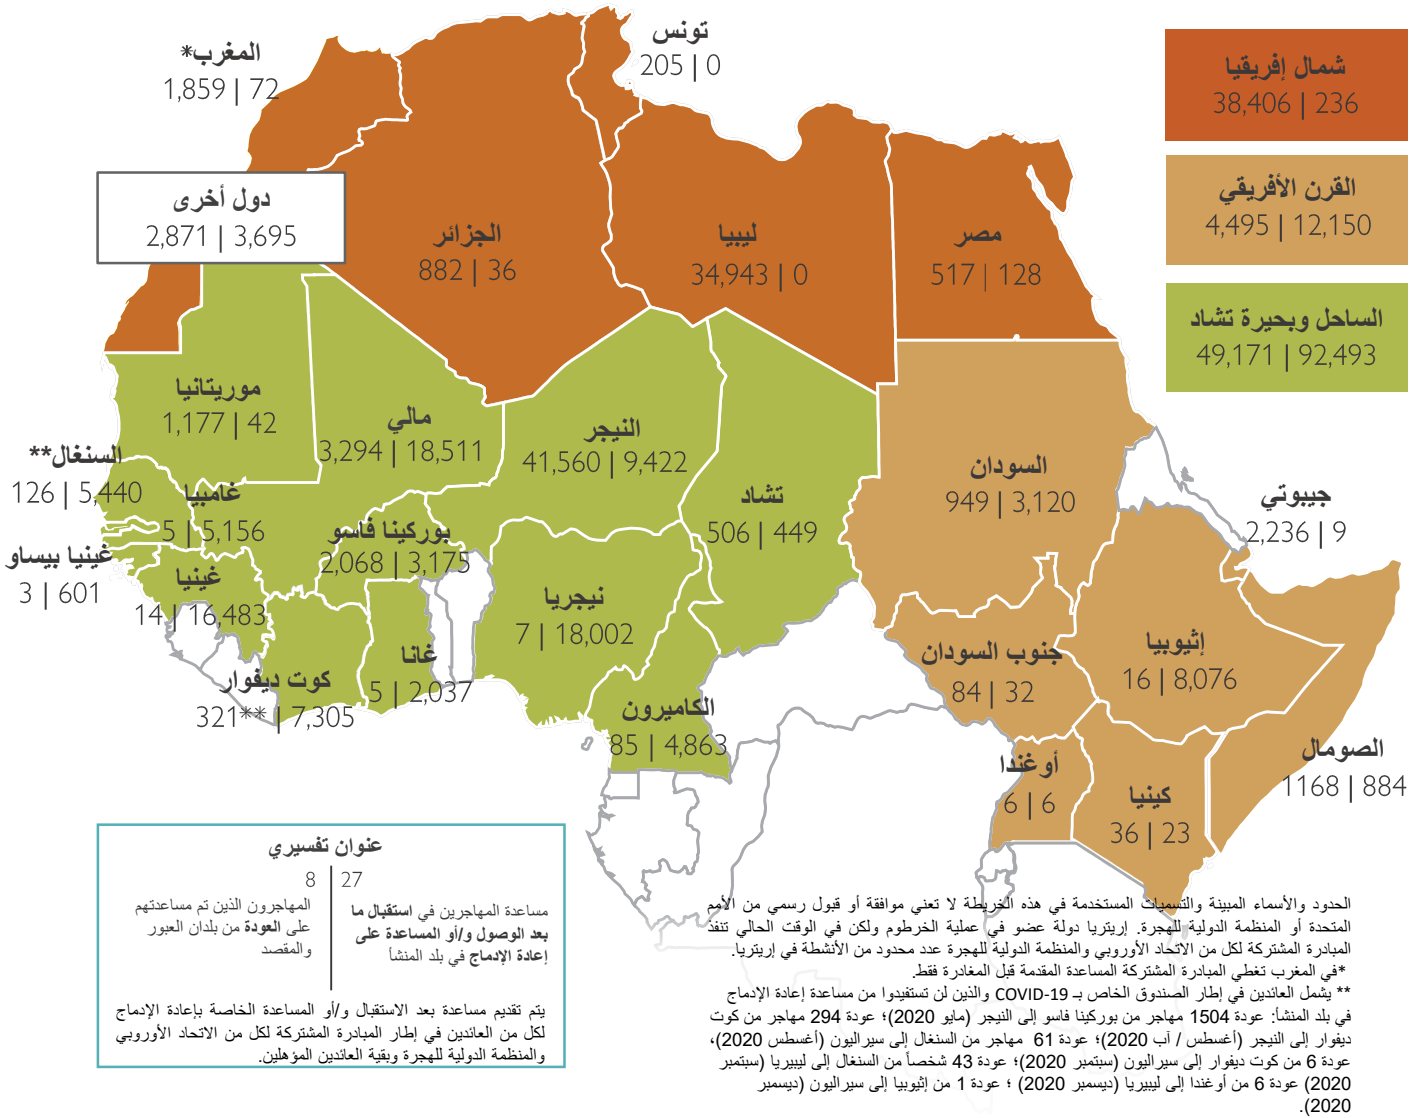 تونس
205 | 0
المغرب*
1,859 | 72
شمال إفريقيا
38,406 | 236
القرن الأفريقي
4,495 | 12,150
الساحل وبحيرة تشاد
49,171 | 92,493
دول أخرى
2,871 | 3,695
الجزائر
882 | 36
ليبيا
34,943 | 0
مصر
517 | 128
موريتانيا
1,177 | 42
مالي
3,294 | 18,511
النيجر
41,560 | 9,422
تشاد
506 | 449
السودان
949 | 3,120
جيبوتي
2,236 | 9
السنغال**
126 | 5,440
غامبيا
5 | 5,156
بوركينا فاسو
2,068 | 3,175
غينيا بيساو
3 | 601
غينيا
14 | 16,483
نيجريا
7 | 18,002
غانا
5 | 2,037
كوت ديفوار
321** | 7,305
الكاميرون
85 | 4,863
جنوب السودان
84 | 32
إثيوبيا
16 | 8,076
أوغندا
6 | 6
كينيا
36 | 23
الصومال
1168 | 884
عنوان تفسيري
8 | 27
مساعدة المهاجرين في استقبال ما
بعد الوصول و/أو المساعدة على
إعادة الإدماج في بلد المنشأ
المهاجرون الذين تم مساعدتهم
على العودة من بلدان العبور
والمقصد
يتم تقديم مساعدة بعد الاستقبال و/أو المساعدة الخاصة بإعادة الإدماج
لكل من العائدين في إطار المبادرة المشتركة لكل من الاتحاد الأوروبي
والمنظمة الدولية للهجرة وبقية العائدين المؤهلين.
الحدود والأسماء المبينة والتسميات المستخدمة في هذه الخريطة لا تعني موافقة أو قبول رسمي من الأمم
المتحدة أو المنظمة الدولية للهجرة. إريتريا دولة عضو في عملية الخرطوم ولكن في الوقت الحالي تنفذ
المبادرة المشتركة لكل من الاتحاد الأوروبي والمنظمة الدولية للهجرة عدد محدود من الأنشطة في إريتريا.
*في المغرب تغطي المبادرة المشتركة المساعدة المقدمة قبل المغادرة فقط.
** يشمل العائدين في إطار الصندوق الخاص بـ COVID-19 والذين لن تستفيدوا من مساعدة إعادة الإدماج
في بلد المنشأ: عودة 1504 مهاجر من بوركينا فاسو إلى النيجر (مايو 2020)؛ عودة 294 مهاجر من كوت
ديفوار إلى النيجر (أغسطس / آب 2020)؛ عودة 61 مهاجر من السنغال إلى سيراليون (أغسطس 2020)،
عودة 6 من كوت ديفوار إلى سيراليون (سبتمبر 2020)؛ عودة 43 شخصاً من السنغال إلى ليبيريا (سبتمبر
2020) عودة 6 من أوغندا إلى ليبيريا (ديسمبر 2020) ؛ عودة 1 من إثيوبيا إلى سيراليون (ديسمبر
2020).